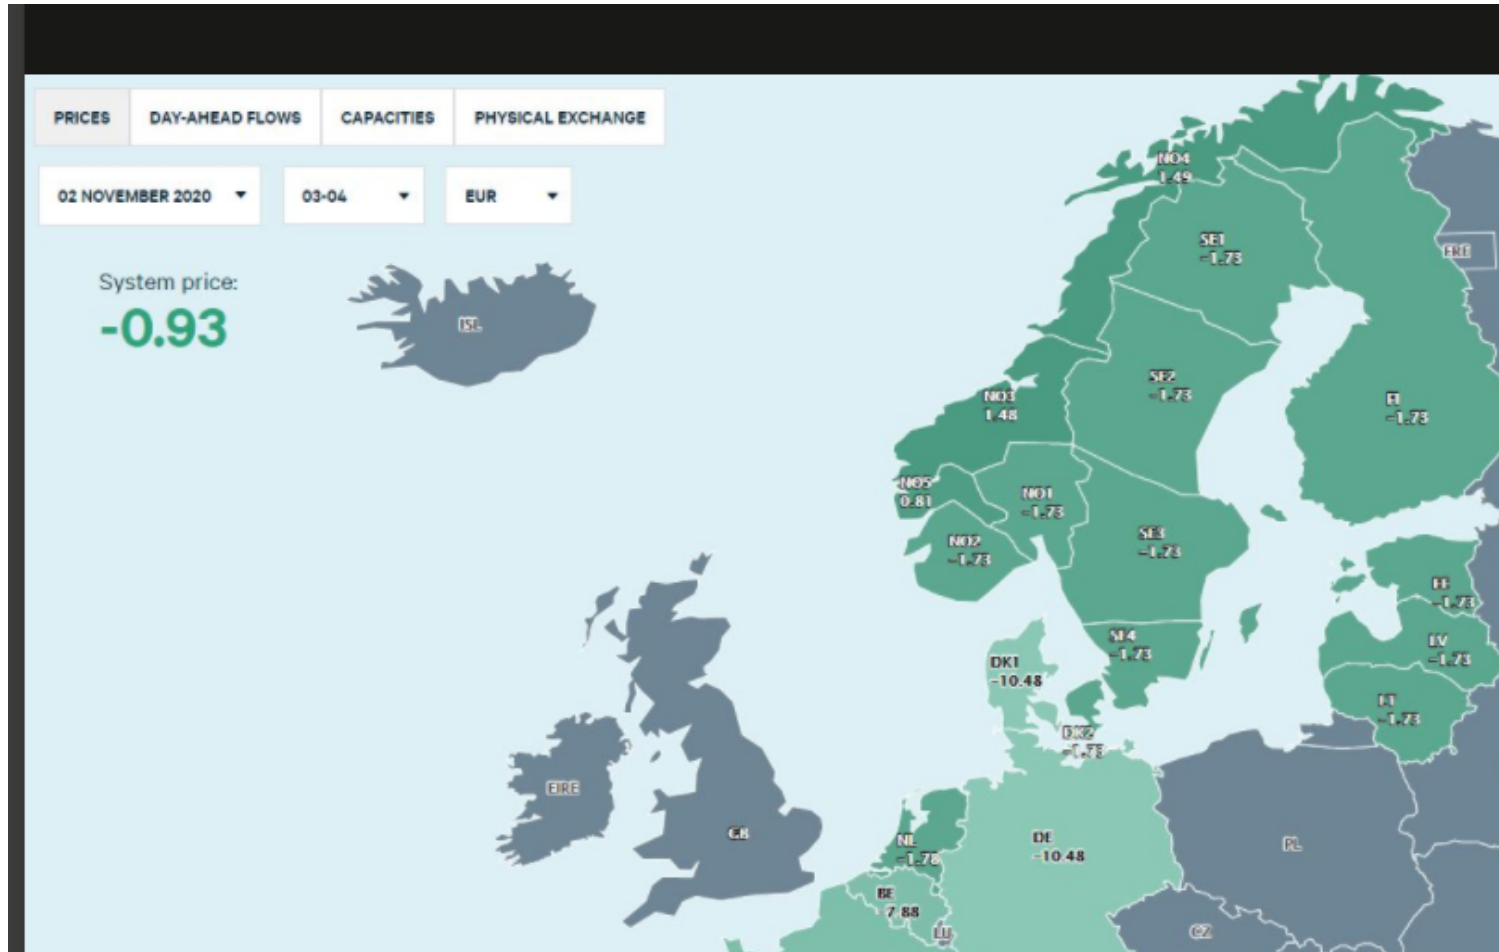 PRICES DAY-AHEAD FLOWS CAPACITIES PHYSICAL EXCHANGE
02 NOVEMBER 2020 03-04 EUR
System price:
-0.93
ISL
NO4
1.49
SE1
-1.73
FRE
SE2
-1.73
FI
-1.73
NO3
1.48
NO5
0.81
NO1
-1.73
NO2
-1.73
SE3
-1.73
EE
-1.73
SE4
-1.73
LV
-1.73
DK1
-10.48
LT
-1.73
DK2
-1.73
EIRE
GB
NL
-1.78
DE
-10.48
PL
BE
-7.88
LU
CZ